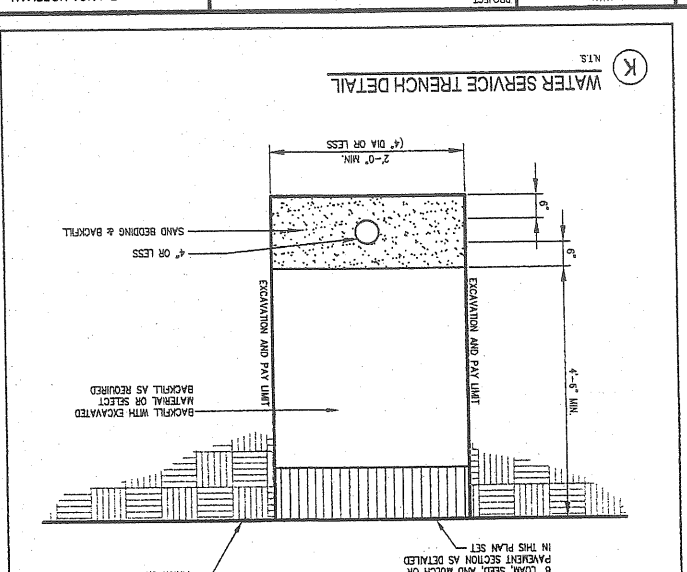 6" LOAM, SEED, AND MULCH OR
PAVEMENT SECTION AS DETAILED
IN THIS PLAN SET
BACKFILL WITH EXCAVATED
MATERIAL OR SELECT
BACKFILL AS REQUIRED
4'-6" MIN.
EXCAVATION AND PAY LIMIT
EXCAVATION AND PAY LIMIT
6"
4" OR LESS
SAND BEDDING & BACKFILL
6"
2'-0" MIN.
(4" DIA OR LESS
K
WATER SERVICE TRENCH DETAIL
N.T.S.
PROJECT